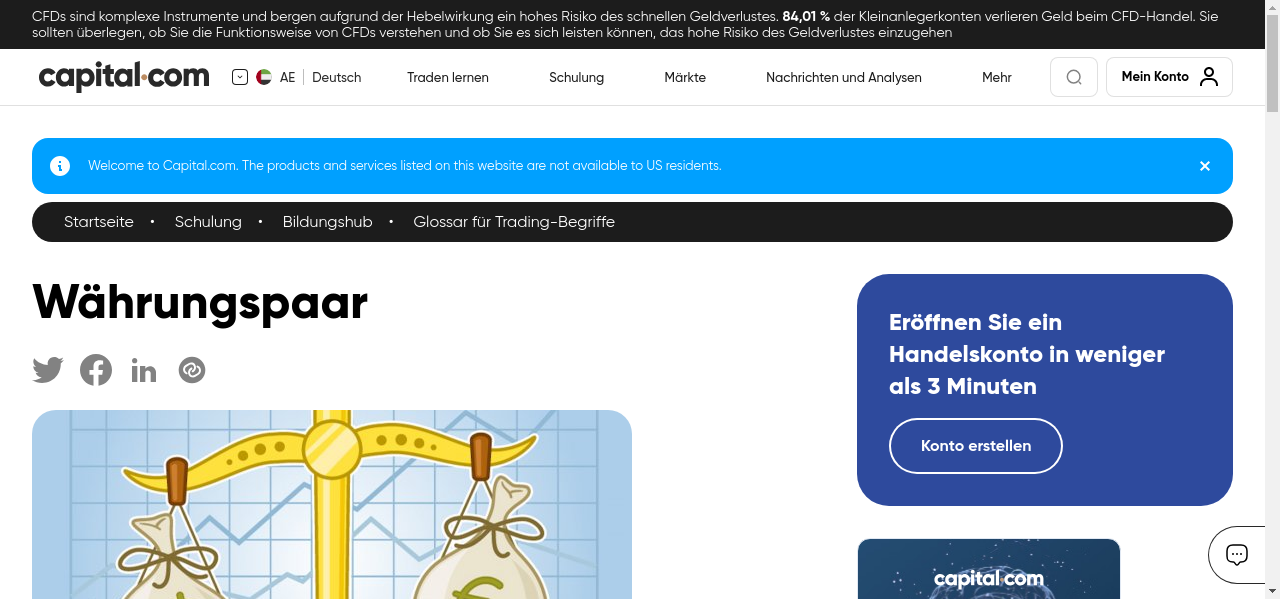 CFDs sind komplexe Instrumente und bergen aufgrund der Hebelwirkung ein hohes Risiko des schnellen Geldverlustes. 84,01 % der Kleinanlegerkonten verlieren Geld beim CFD-Handel. Sie
sollten überlegen, ob Sie die Funktionsweise von CFDs verstehen und ob Sie es sich leisten können, das hohe Risiko des Geldverlustes einzugehen
capital.com
AE
Deutsch
Traden lernen
Schulung
Märkte
Nachrichten und Analysen
Mehr
Mein Konto
Welcome to Capital.com. The products and services listed on this website are not available to US residents.
Startseite • Schulung • Bildungshub • Glossar für Trading-Begriffe
Währungspaar
Eröffnen Sie ein
Handelskonto in weniger
als 3 Minuten
Konto erstellen
€
capital.com